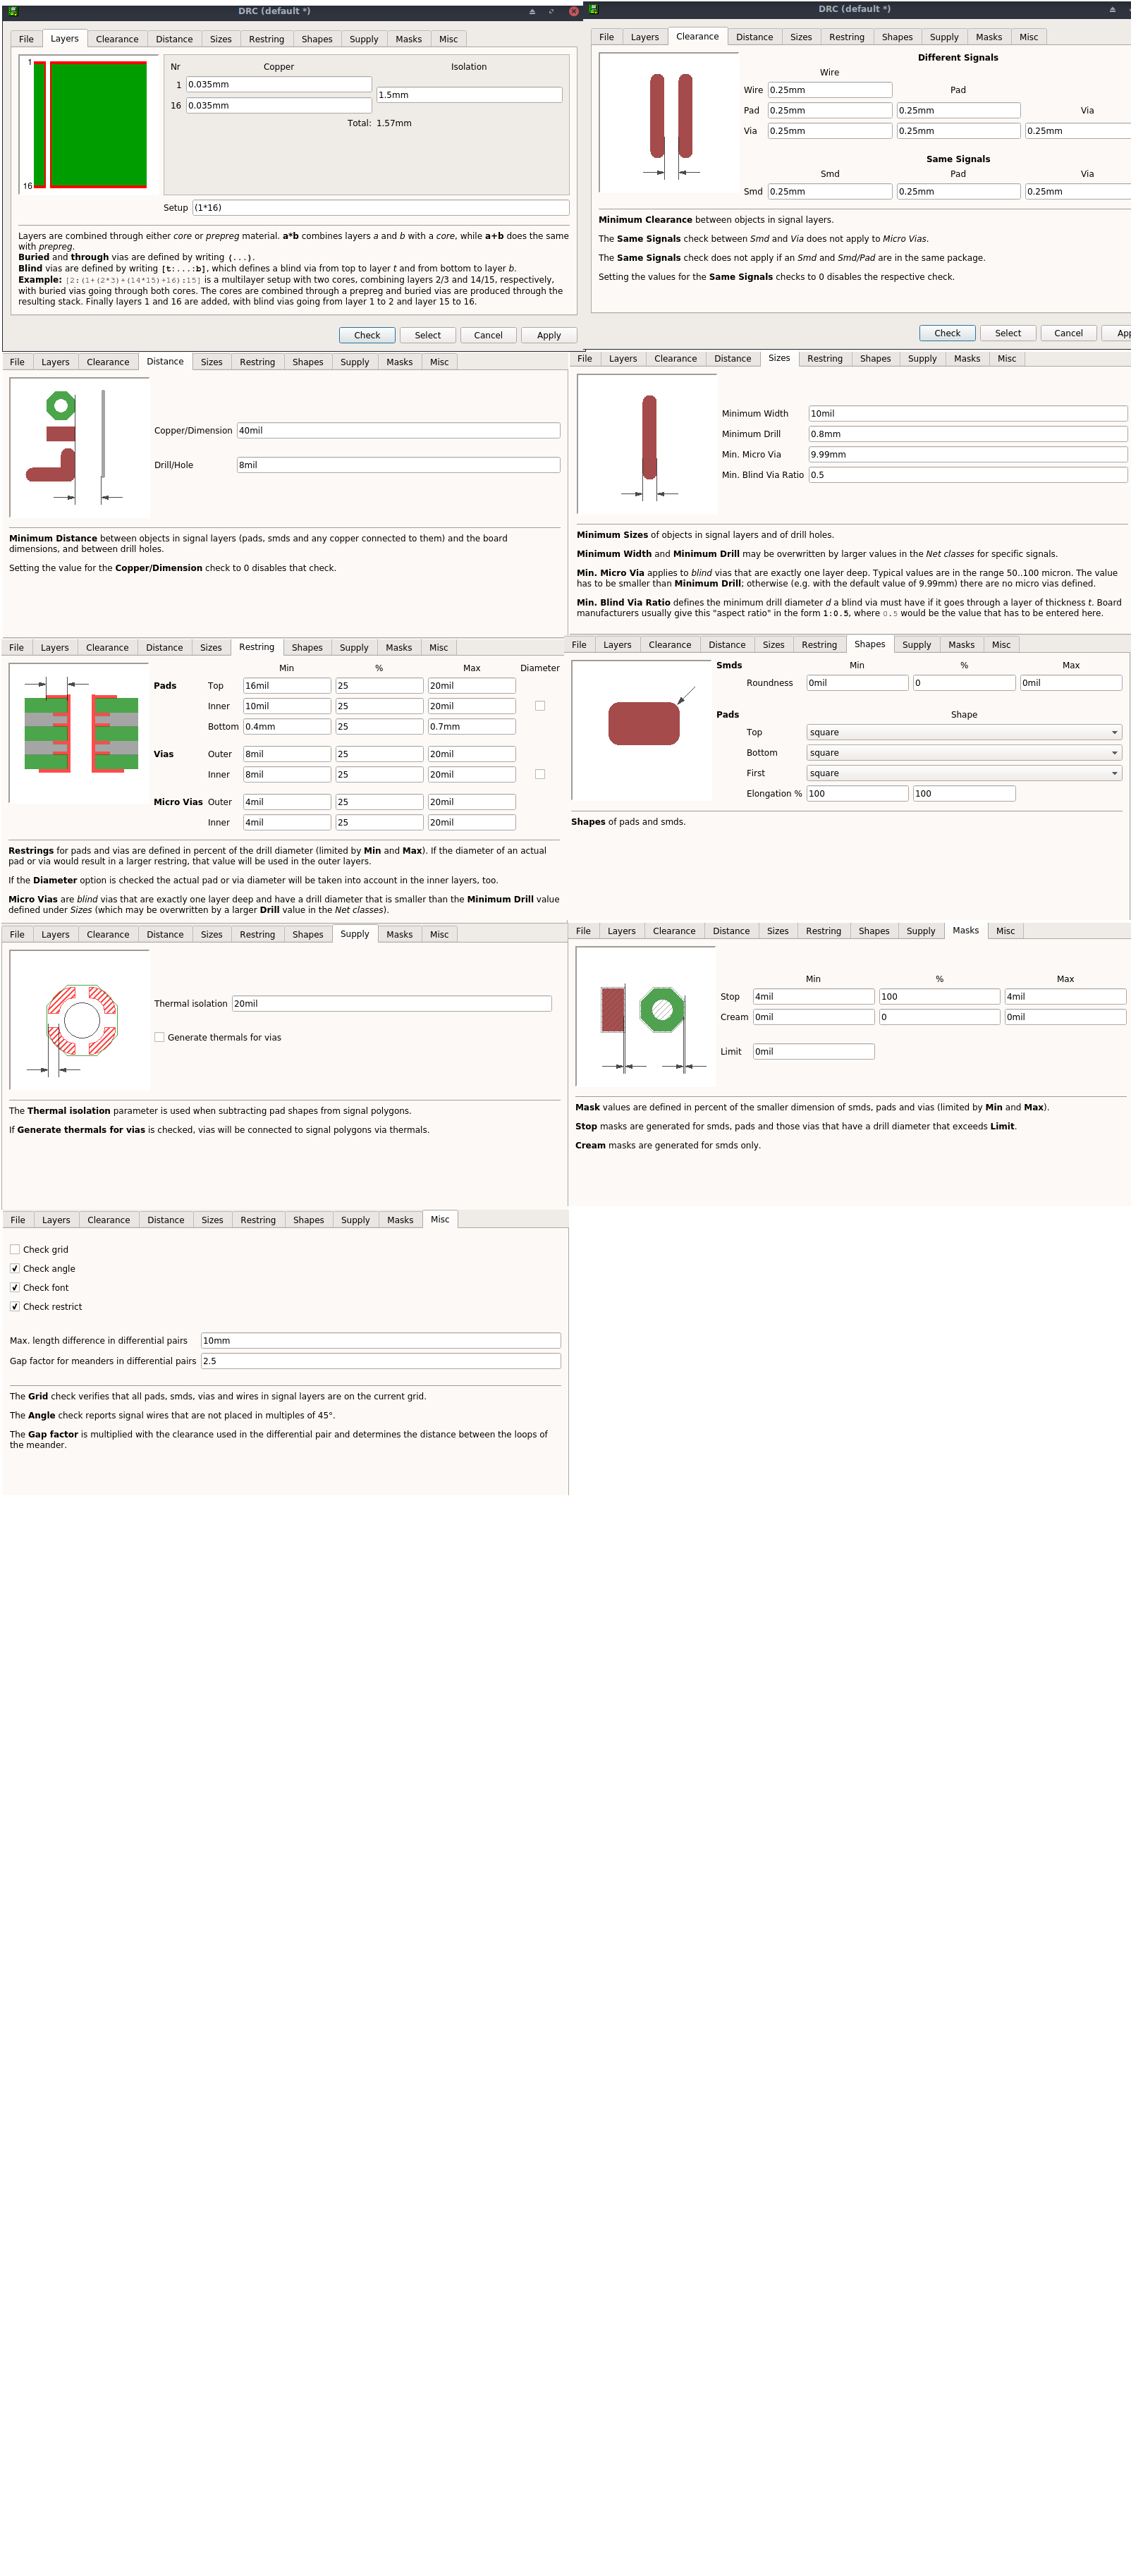 DRC (default *)
File Layers Clearance Distance Sizes Restring Shapes Supply Masks Misc
1
16
Nr Copper Isolation
1 0.035mm
1.5mm
16 0.035mm
Total: 1.57mm
Setup (1*16)
Layers are combined through either core or prepreg material. a*b combines layers a and b with a core, while a+b does the same
with prepreg.
Buried and through vias are defined by writing (...).
Blind vias are defined by writing [t:...:b], which defines a blind via from top to layer t and from bottom to layer b.
Example: [2:(1+(2*3)+(14*15)+16):15] is a multilayer setup with two cores, combining layers 2/3 and 14/15, respectively,
with buried vias going through both cores. The cores are combined through a prepreg and buried vias are produced through the
resulting stack. Finally layers 1 and 16 are added, with blind vias going from layer 1 to 2 and layer 15 to 16.
Check Select Cancel Apply
DRC (default *)
File Layers Clearance Distance Sizes Restring Shapes Supply Masks Misc
Different Signals
Wire
Wire 0.25mm Pad
Pad 0.25mm 0.25mm Via
Via 0.25mm 0.25mm 0.25mm
Same Signals
Smd Pad Via
Smd 0.25mm 0.25mm 0.25mm
Minimum Clearance between objects in signal layers.
The Same Signals check between Smd and Via does not apply to Micro Vias.
The Same Signals check does not apply if an Smd and Smd/Pad are in the same package.
Setting the values for the Same Signals checks to 0 disables the respective check.
Check Select Cancel App
File Layers Clearance Distance Sizes Restring Shapes Supply Masks Misc
Copper/Dimension 40mil
Drill/Hole 8mil
Minimum Distance between objects in signal layers (pads, smds and any copper connected to them) and the board
dimensions, and between drill holes.
Setting the value for the Copper/Dimension check to 0 disables that check.
File Layers Clearance Distance Sizes Restring Shapes Supply Masks Misc
Minimum Width 10mil
Minimum Drill 0.8mm
Min. Micro Via 9.99mm
Min. Blind Via Ratio 0.5
Minimum Sizes of objects in signal layers and of drill holes.
Minimum Width and Minimum Drill may be overwritten by larger values in the Net classes for specific signals.
Min. Micro Via applies to blind vias that are exactly one layer deep. Typical values are in the range 50..100 micron. The value
has to be smaller than Minimum Drill; otherwise (e.g. with the default value of 9.99mm) there are no micro vias defined.
Min. Blind Via Ratio defines the minimum drill diameter d a blind via must have if it goes through a layer of thickness t. Board
manufacturers usually give this "aspect ratio" in the form 1:0.5, where 0.5 would be the value that has to be entered here.
File Layers Clearance Distance Sizes Restring Shapes Supply Masks Misc
Min % Max Diameter
Pads Top 16mil 25 20mil
Inner 10mil 25 20mil
Bottom 0.4mm 25 0.7mm
Vias Outer 8mil 25 20mil
Inner 8mil 25 20mil
Micro Vias Outer 4mil 25 20mil
Inner 4mil 25 20mil
Restrings for pads and vias are defined in percent of the drill diameter (limited by Min and Max). If the diameter of an actual
pad or via would result in a larger restring, that value will be used in the outer layers.
If the Diameter option is checked the actual pad or via diameter will be taken into account in the inner layers, too.
Micro Vias are blind vias that are exactly one layer deep and have a drill diameter that is smaller than the Minimum Drill value
defined under Sizes (which may be overwritten by a larger Drill value in the Net classes).
File Layers Clearance Distance Sizes Restring Shapes Supply Masks Misc
Smds Min % Max
Roundness 0mil 0 0mil
Pads Shape
Top square
Bottom square
First square
Elongation % 100 100
Shapes of pads and smds.
File Layers Clearance Distance Sizes Restring Shapes Supply Masks Misc
Thermal isolation 20mil
Generate thermals for vias
The Thermal isolation parameter is used when subtracting pad shapes from signal polygons.
If Generate thermals for vias is checked, vias will be connected to signal polygons via thermals.
File Layers Clearance Distance Sizes Restring Shapes Supply Masks Misc
Min % Max
Stop 4mil 100 4mil
Cream 0mil 0 0mil
Limit 0mil
Mask values are defined in percent of the smaller dimension of smds, pads and vias (limited by Min and Max).
Stop masks are generated for smds, pads and those vias that have a drill diameter that exceeds Limit.
Cream masks are generated for smds only.
File Layers Clearance Distance Sizes Restring Shapes Supply Masks Misc
Check grid
Check angle
Check font
Check restrict
Max. length difference in differential pairs 10mm
Gap factor for meanders in differential pairs 2.5
The Grid check verifies that all pads, smds, vias and wires in signal layers are on the current grid.
The Angle check reports signal wires that are not placed in multiples of 45°.
The Gap factor is multiplied with the clearance used in the differential pair and determines the distance between the loops of
the meander.